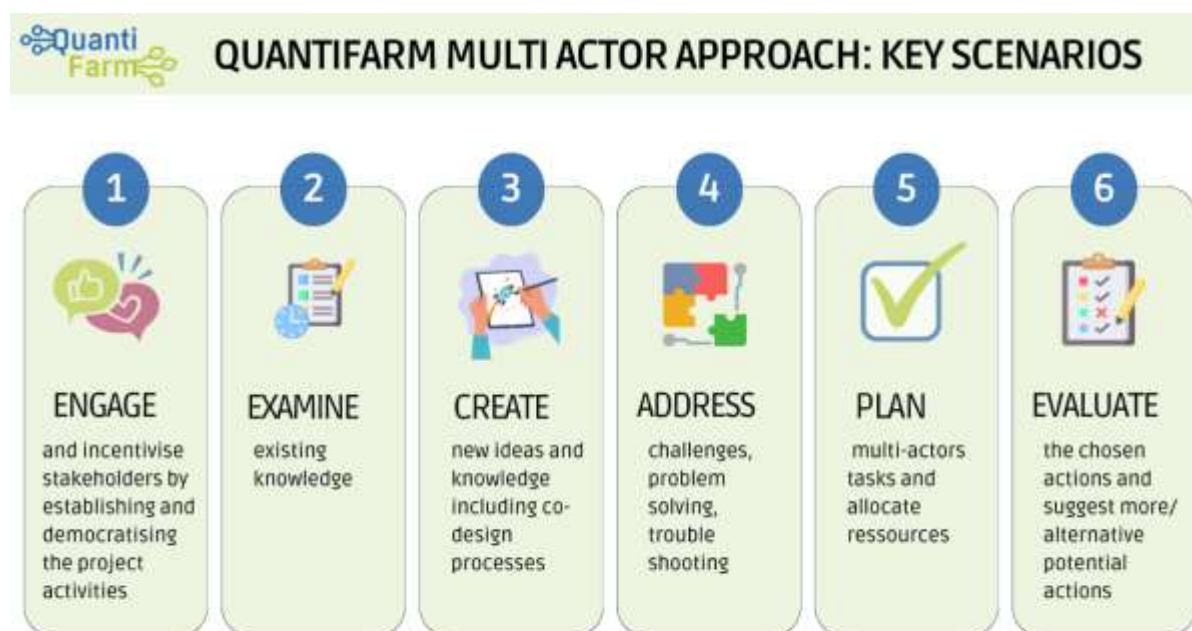 Quanti
Farm
QUANTIFARM MULTI ACTOR APPROACH: KEY SCENARIOS
1
ENGAGE
and incentivise
stakeholders by
establishing and
democratising
the project
activities
2
EXAMINE
existing
knowledge
3
CREATE
new ideas and
knowledge
including co-
design
processes
4
ADDRESS
challenges,
problem
solving,
trouble
shooting
5
PLAN
multi-actors
tasks and
allocate
ressources
6
EVALUATE
the chosen
actions and
suggest more/
alternative
potential
actions